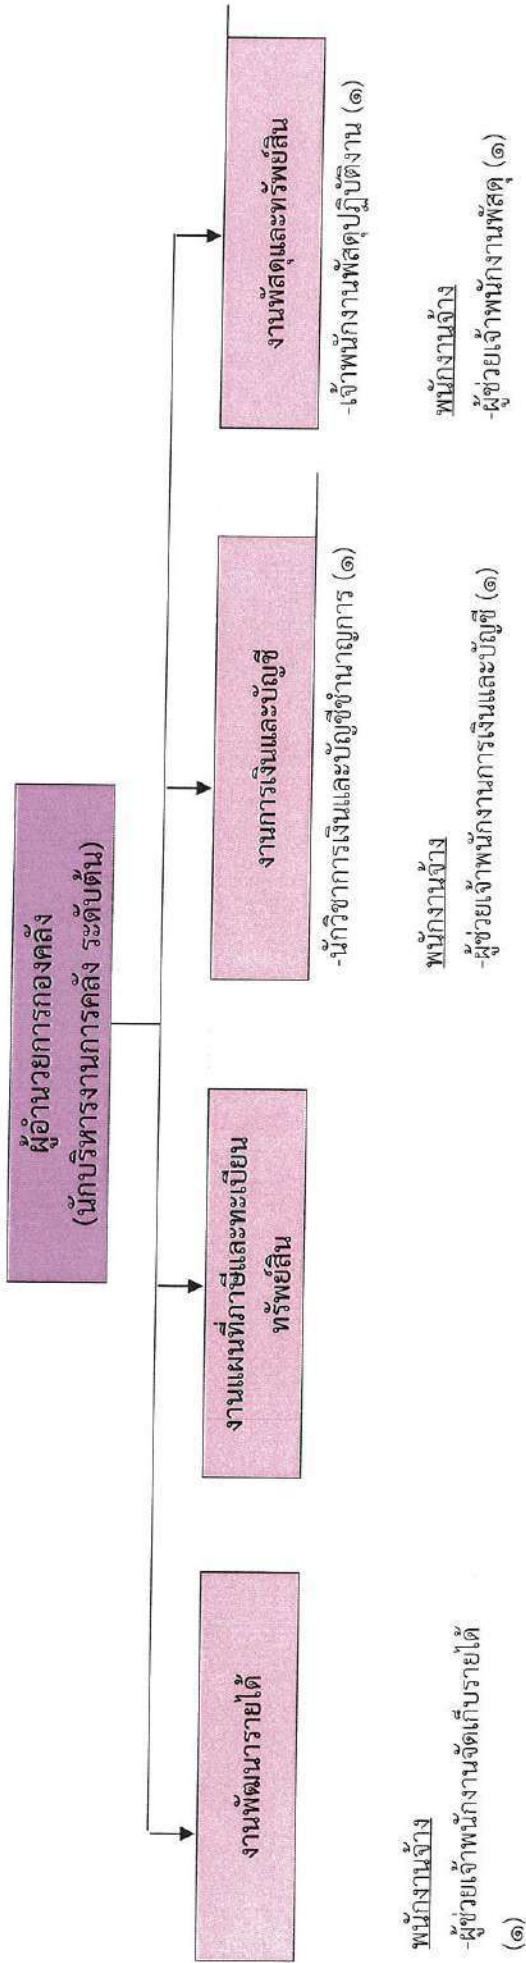 ผู้อำนวยการกองคลัง
(นักบริหารงานการคลัง ระดับต้น)
งานพัฒนารายได้
พนักงานจ้าง
-ผู้ช่วยเจ้าพนักงานจัดเก็บรายได้
(๑)
งานแผนที่ภาษีและทะเบียน
ทรัพย์สิน
งานการเงินและบัญชี
-นักวิชาการเงินและบัญชีชำนาญการ (๑)
พนักงานจ้าง
-ผู้ช่วยเจ้าพนักงานการเงินและบัญชี (๑)
งานพัสดุและทรัพย์สิน
-เจ้าพนักงานพัสดุปฏิบัติงาน (๑)
พนักงานจ้าง
-ผู้ช่วยเจ้าพนักงานพัสดุ (๑)